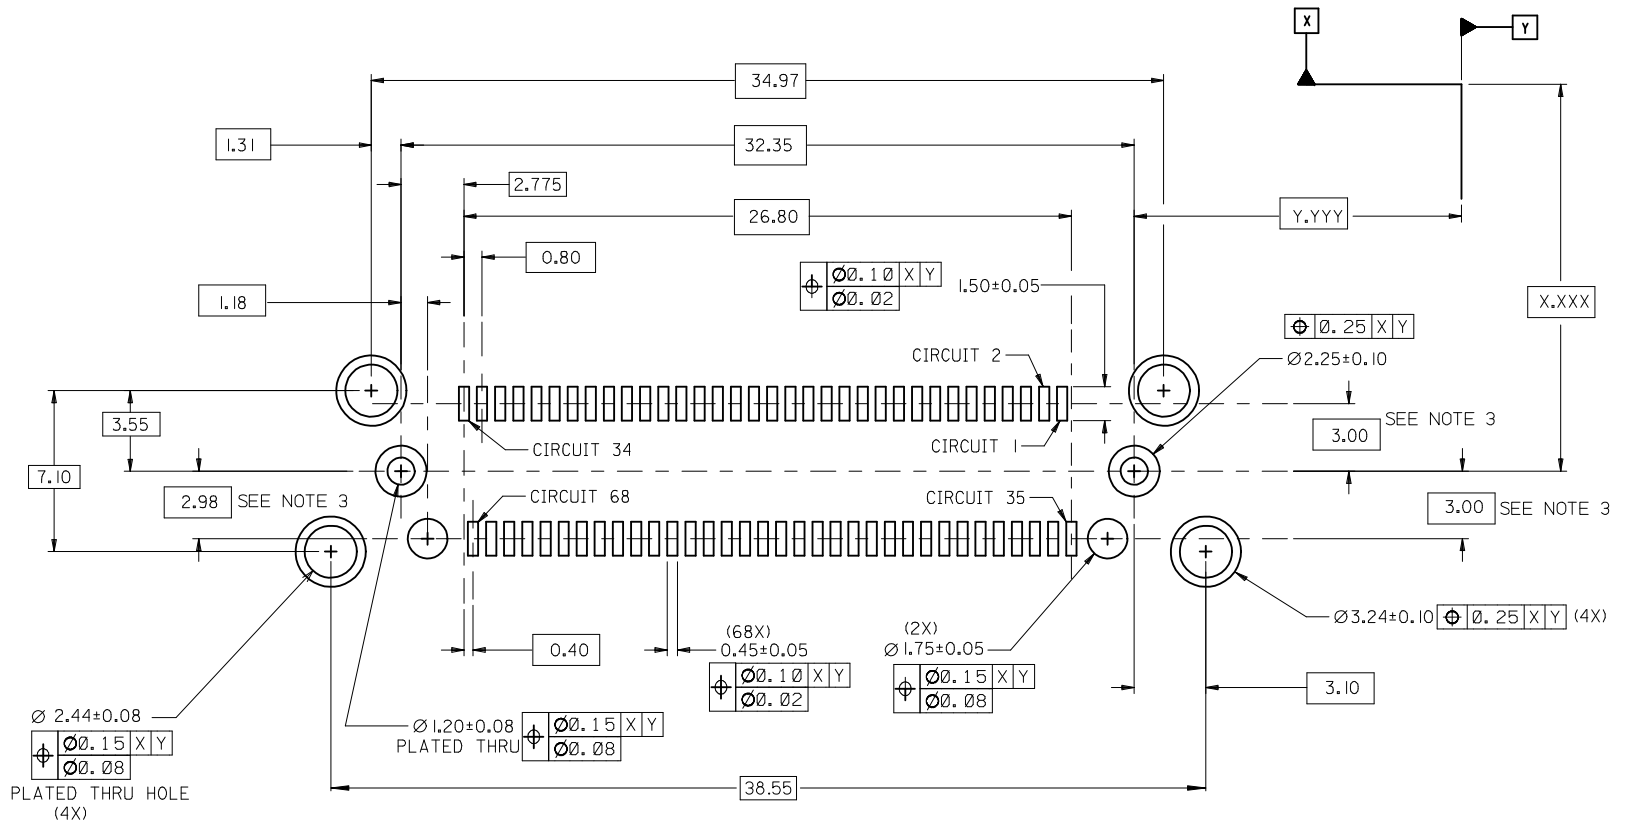 X
Y
34.97
1.31
32.35
2.775
26.80
Y.YYY
0.80
Ø0.10 X Y
Ø0.02
1.50±0.05
1.18
X.XXX
0.25 X Y
Ø2.25±0.10
CIRCUIT 2
3.55
SEE NOTE 3
3.00
CIRCUIT 34
CIRCUIT 1
7.10
2.98 SEE NOTE 3
CIRCUIT 68
CIRCUIT 35
3.00 SEE NOTE 3
Ø3.24±0.10 0.25 X Y (4X)
0.40
(68X)
0.45±0.05
Ø0.10 X Y
Ø0.02
(2X)
Ø1.75±0.05
Ø0.15 X Y
Ø0.08
3.10
Ø 2.44±0.08
Ø0.15 X Y
Ø0.08
PLATED THRU HOLE
(4X)
Ø1.20±0.08
PLATED THRU
Ø0.15 X Y
Ø0.08
38.55